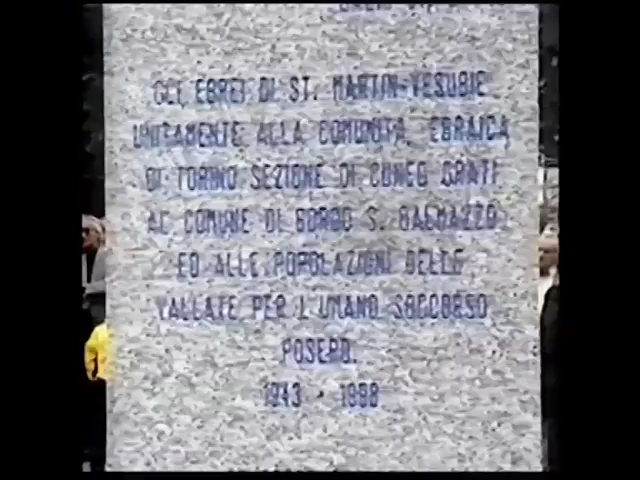 GLI EBREI DI ST. MARTIN-VESUBIE
UNITAMENTE ALLA COMUNITA, EBRAICA
DI TORINO SEZIONE DI CUNEO GRATI
AL COMUNE DI BORGO S. DALMAZZO
ED ALLE POPOLAZIONI DELLE
VALLATE PER L'UMANO SOCCORSO
POSERO.
1943 - 1998